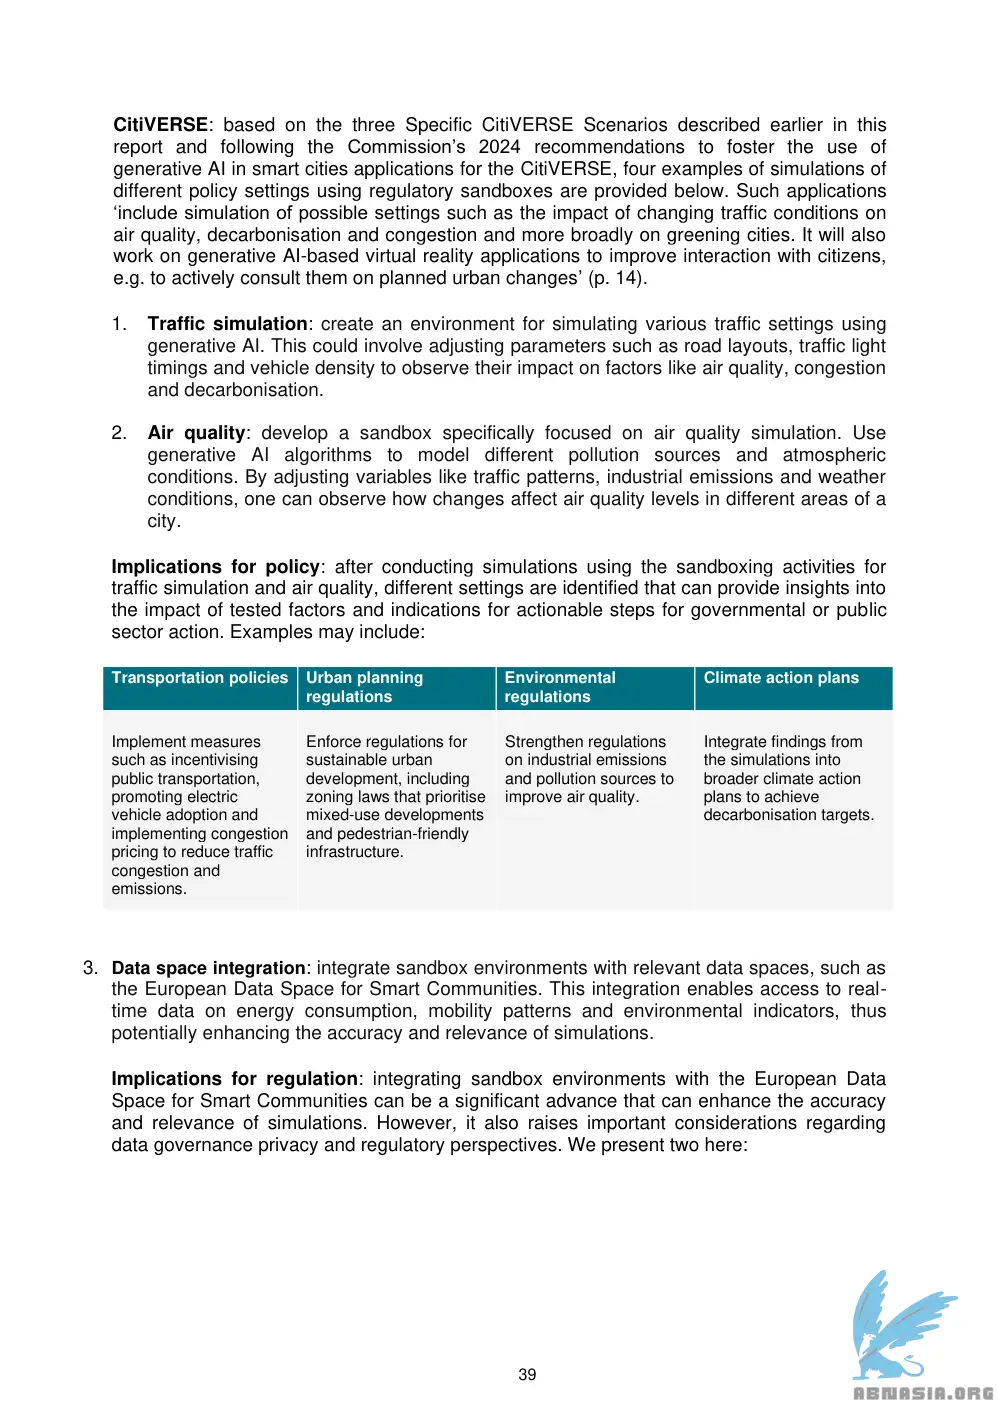 CitiVERSE: based on the three Specific CitiVERSE Scenarios described earlier in this
report and following the Commission's 2024 recommendations to foster the use of
generative AI in smart cities applications for the CitiVERSE, four examples of simulations of
different policy settings using regulatory sandboxes are provided below. Such applications
'include simulation of possible settings such as the impact of changing traffic conditions on
air quality, decarbonisation and congestion and more broadly on greening cities. It will also
work on generative AI-based virtual reality applications to improve interaction with citizens,
e.g. to actively consult them on planned urban changes' (p. 14).
1. Traffic simulation: create an environment for simulating various traffic settings using
generative AI. This could involve adjusting parameters such as road layouts, traffic light
timings and vehicle density to observe their impact on factors like air quality, congestion
and decarbonisation.
2. Air quality: develop a sandbox specifically focused on air quality simulation. Use
generative AI algorithms to model different pollution sources and atmospheric
conditions. By adjusting variables like traffic patterns, industrial emissions and weather
conditions, one can observe how changes affect air quality levels in different areas of a
city.
Implications for policy: after conducting simulations using the sandboxing activities for
traffic simulation and air quality, different settings are identified that can provide insights into
the impact of tested factors and indications for actionable steps for governmental or public
sector action. Examples may include:
Transportation policies
Implement measures
such as incentivising
public transportation,
promoting electric
vehicle adoption and
implementing congestion
pricing to reduce traffic
congestion and
emissions.
Urban planning
regulations
Enforce regulations for
sustainable urban
development, including
zoning laws that prioritise
mixed-use developments
and pedestrian-friendly
infrastructure.
Environmental
regulations
Strengthen regulations
on industrial emissions
and pollution sources to
improve air quality.
Climate action plans
Integrate findings from
the simulations into
broader climate action
plans to achieve
decarbonisation targets.
3. Data space integration: integrate sandbox environments with relevant data spaces, such as
the European Data Space for Smart Communities. This integration enables access to real-
time data on energy consumption, mobility patterns and environmental indicators, thus
potentially enhancing the accuracy and relevance of simulations.
Implications for regulation: integrating sandbox environments with the European Data
Space for Smart Communities can be a significant advance that can enhance the accuracy
and relevance of simulations. However, it also raises important considerations regarding
data governance privacy and regulatory perspectives. We present two here:
39
ABNASIA.ORG